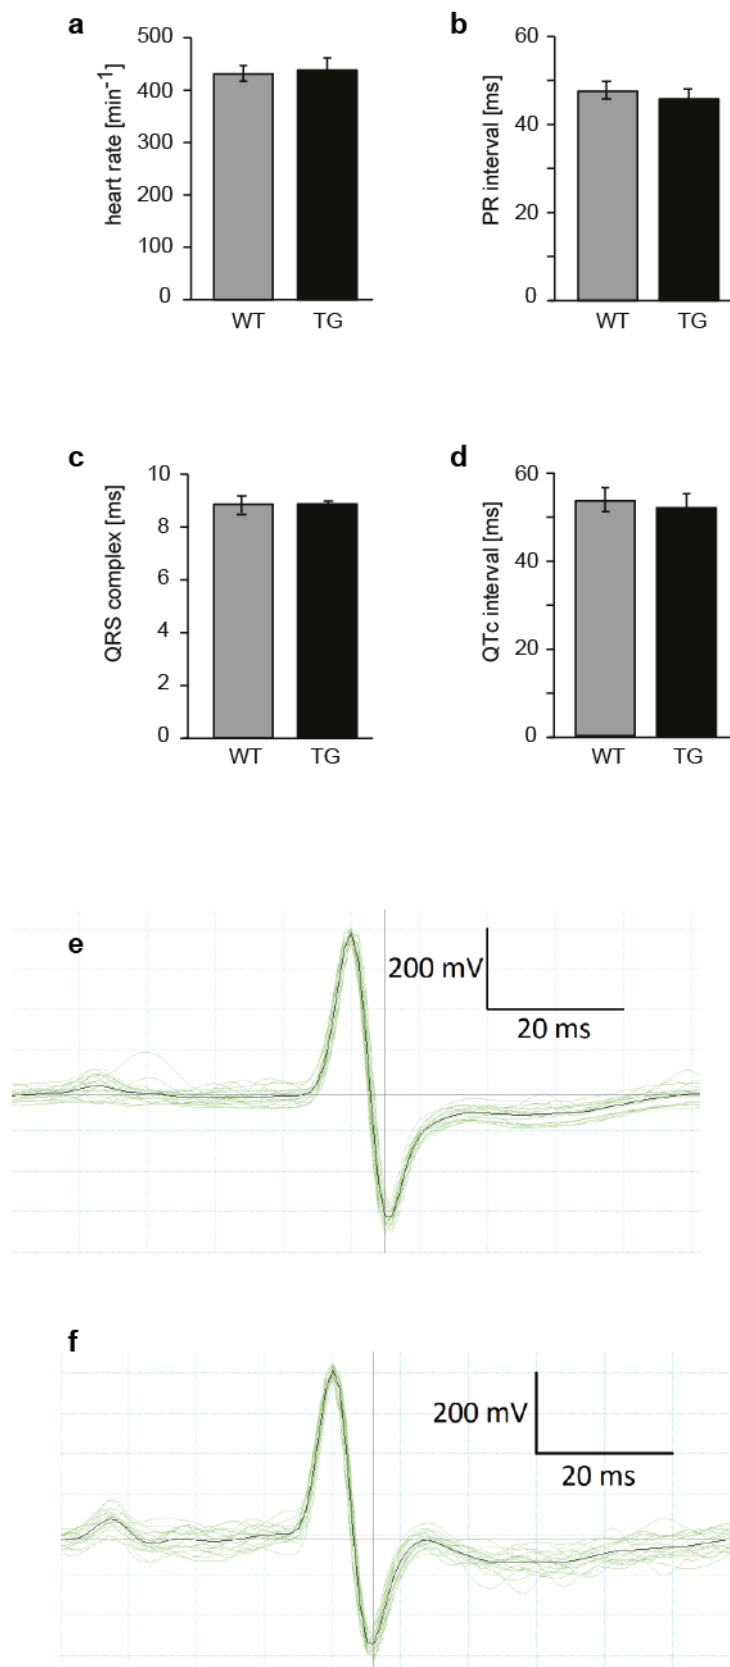 a
heart rate [min⁻¹]
500
400
300
200
100
0
WT TG
b
PR interval [ms]
60
40
20
0
WT TG
c
QRS complex [ms]
10
8
6
4
2
0
WT TG
d
QTc interval [ms]
60
40
20
0
WT TG
e
200 mV
20 ms
f
200 mV
20 ms